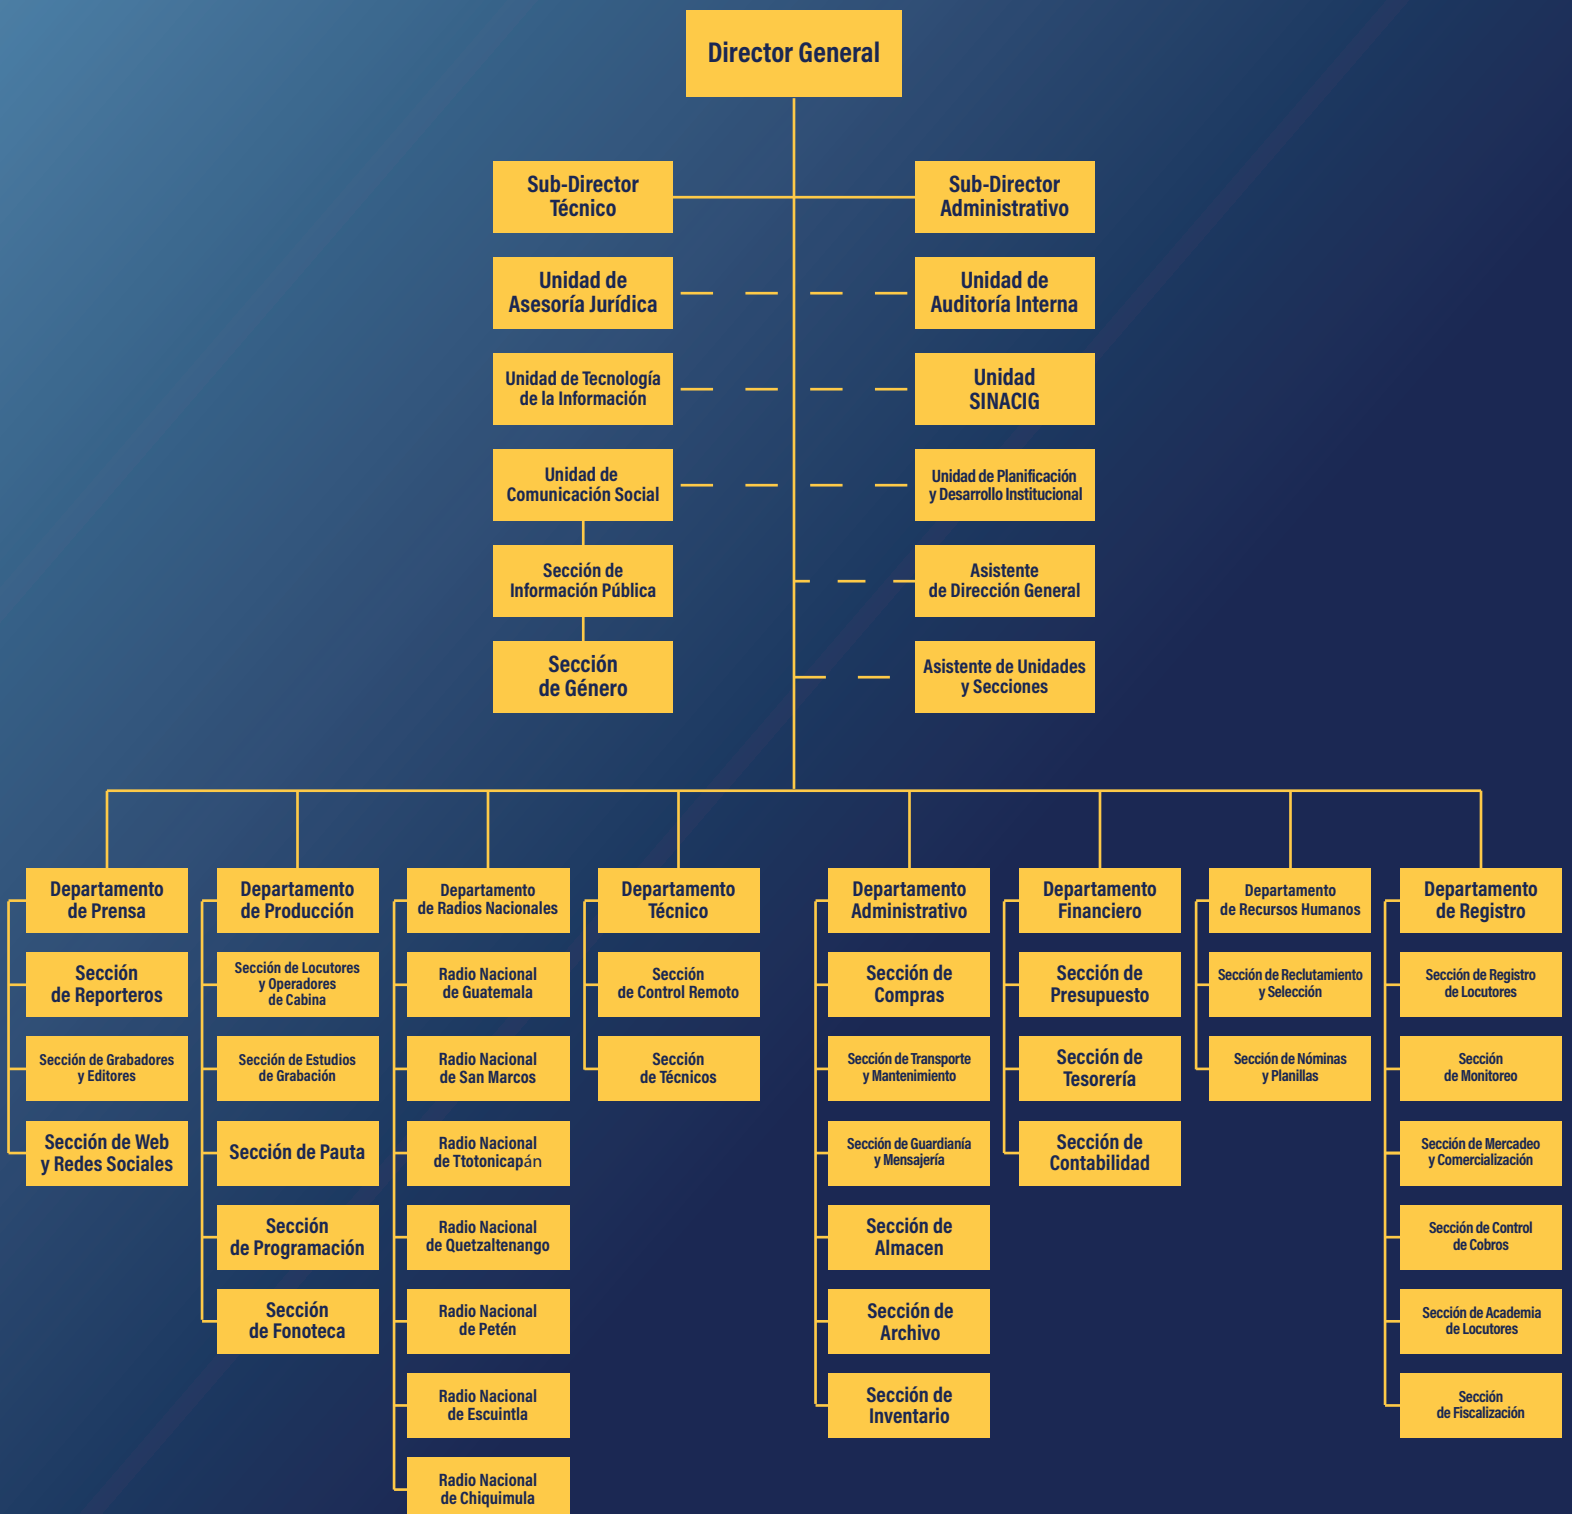 Director General
Sub-Director
Técnico
Sub-Director
Administrativo
Unidad de
Asesoría Jurídica
Unidad de
Auditoría Interna
Unidad de Tecnología
de la Información
Unidad
SINACIG
Unidad de
Comunicación Social
Unidad de Planificación
y Desarrollo Institucional
Sección de
Información Pública
Asistente
de Dirección General
Sección
de Género
Asistente de Unidades
y Secciones
Departamento
de Prensa
Sección
de Reporteros
Sección de Grabadores
y Editores
Sección de Web
y Redes Sociales
Departamento
de Producción
Sección de Locutores
y Operadores
de Cabina
Sección de Estudios
de Grabación
Sección de Pauta
Sección
de Programación
Sección
de Fonoteca
Departamento
de Radios Nacionales
Radio Nacional
de Guatemala
Radio Nacional
de San Marcos
Radio Nacional
de Ttotonicapán
Radio Nacional
de Quetzaltenango
Radio Nacional
de Petén
Radio Nacional
de Escuintla
Radio Nacional
de Chiquimula
Departamento
Técnico
Sección
de Control Remoto
Sección
de Técnicos
Departamento
Administrativo
Sección de
Compras
Sección de Transporte
y Mantenimiento
Sección de Guardianía
y Mensajería
Sección de
Almacen
Sección de
Archivo
Sección de
Inventario
Departamento
Financiero
Sección de
Presupuesto
Sección de
Tesorería
Sección de
Contabilidad
Departamento
de Recursos Humanos
Sección de Reclutamiento
y Selección
Sección de Nóminas
y Planillas
Departamento
de Registro
Sección de Registro
de Locutores
Sección
de Monitoreo
Sección de Mercadeo
y Comercialización
Sección de Control
de Cobros
Sección de Academia
de Locutores
Sección
de Fiscalización